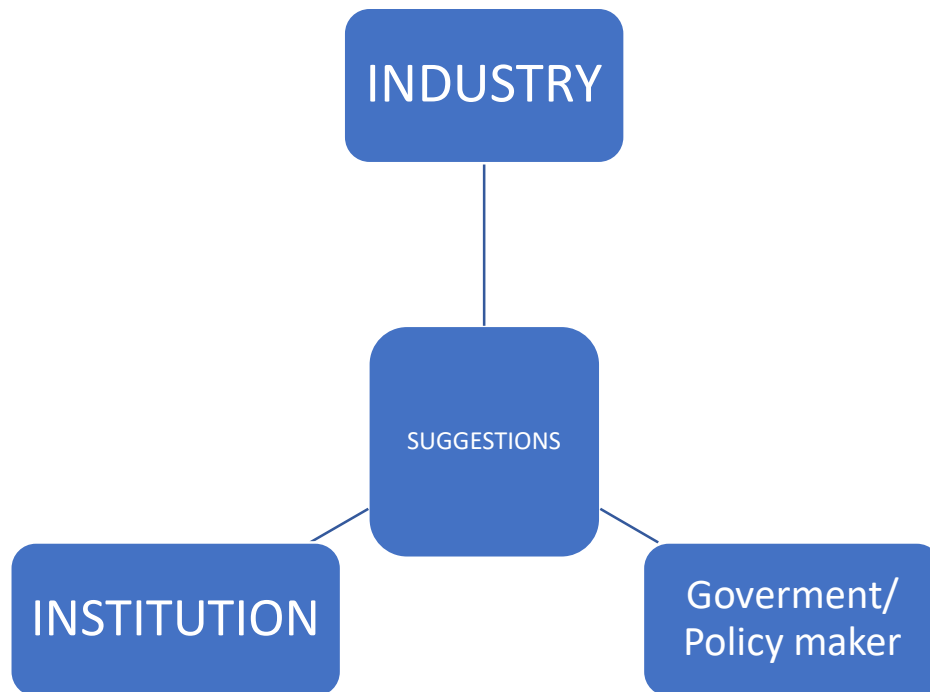 INDUSTRY
SUGGESTIONS
INSTITUTION
Goverment/
Policy maker